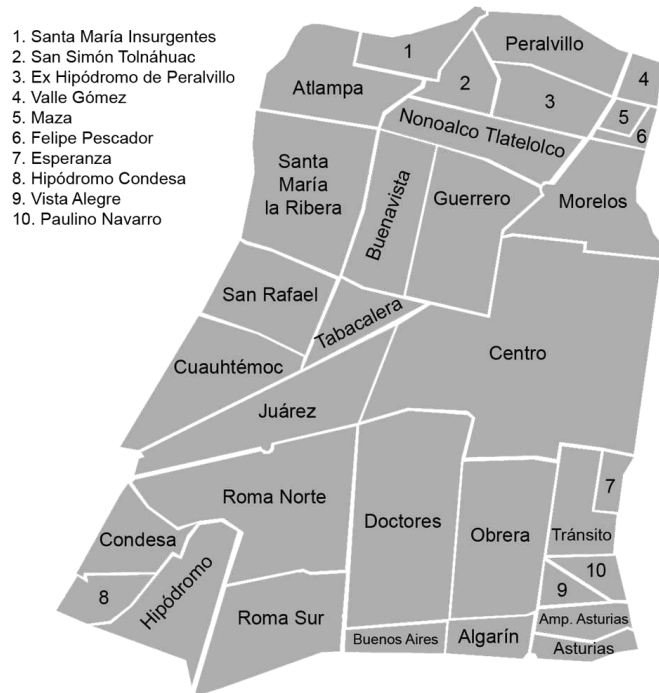 1. Santa María Insurgentes
2. San Simón Tolnáhuac
3. Ex Hipódromo de Peralvillo
4. Valle Gómez
5. Maza
6. Felipe Pescador
7. Esperanza
8. Hipódromo Condesa
9. Vista Alegre
10. Paulino Navarro
1
Peralvillo
Atlampa
2
3
4
5
6
Nonoalco Tlatelolco
Santa
María
la Ribera
Buenavista
Guerrero
Morelos
San Rafael
Tabacalera
Cuauhtémoc
Centro
Juárez
Roma Norte
7
Doctores
Obrera
Tránsito
Condesa
Hipódromo
8
10
9
Roma Sur
Buenos Aires
Algarín
Amp. Asturias
Asturias